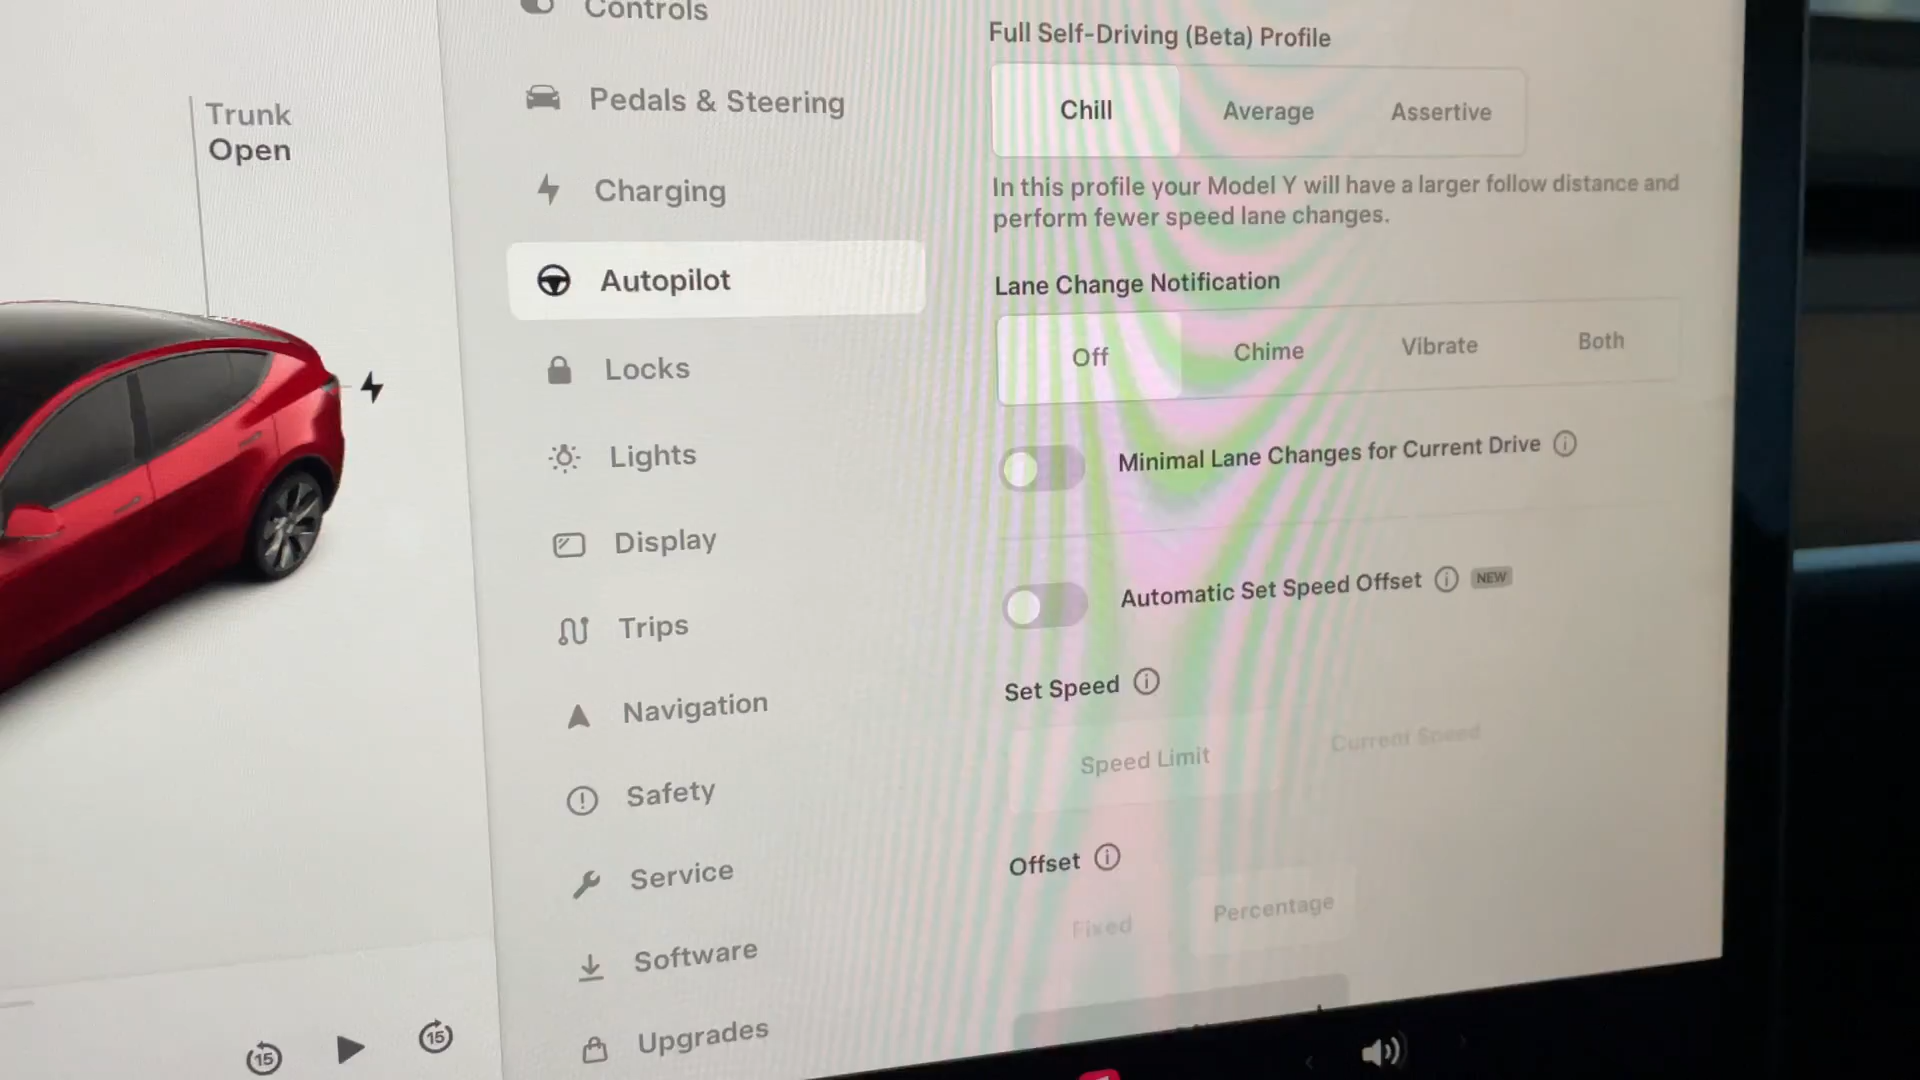 Trunk
Open
Controls
Pedals & Steering
Charging
Autopilot
Locks
Lights
Display
Trips
Navigation
Safety
Service
Software
Upgrades
Full Self-Driving (Beta) Profile
Chill
Average
Assertive
In this profile your Model Y will have a larger follow distance and
perform fewer speed lane changes.
Lane Change Notification
Off
Chime
Vibrate
Both
Minimal Lane Changes for Current Drive
Automatic Set Speed Offset NEW
Set Speed
Speed Limit
Current Speed
Offset
Fixed
Percentage
15
15